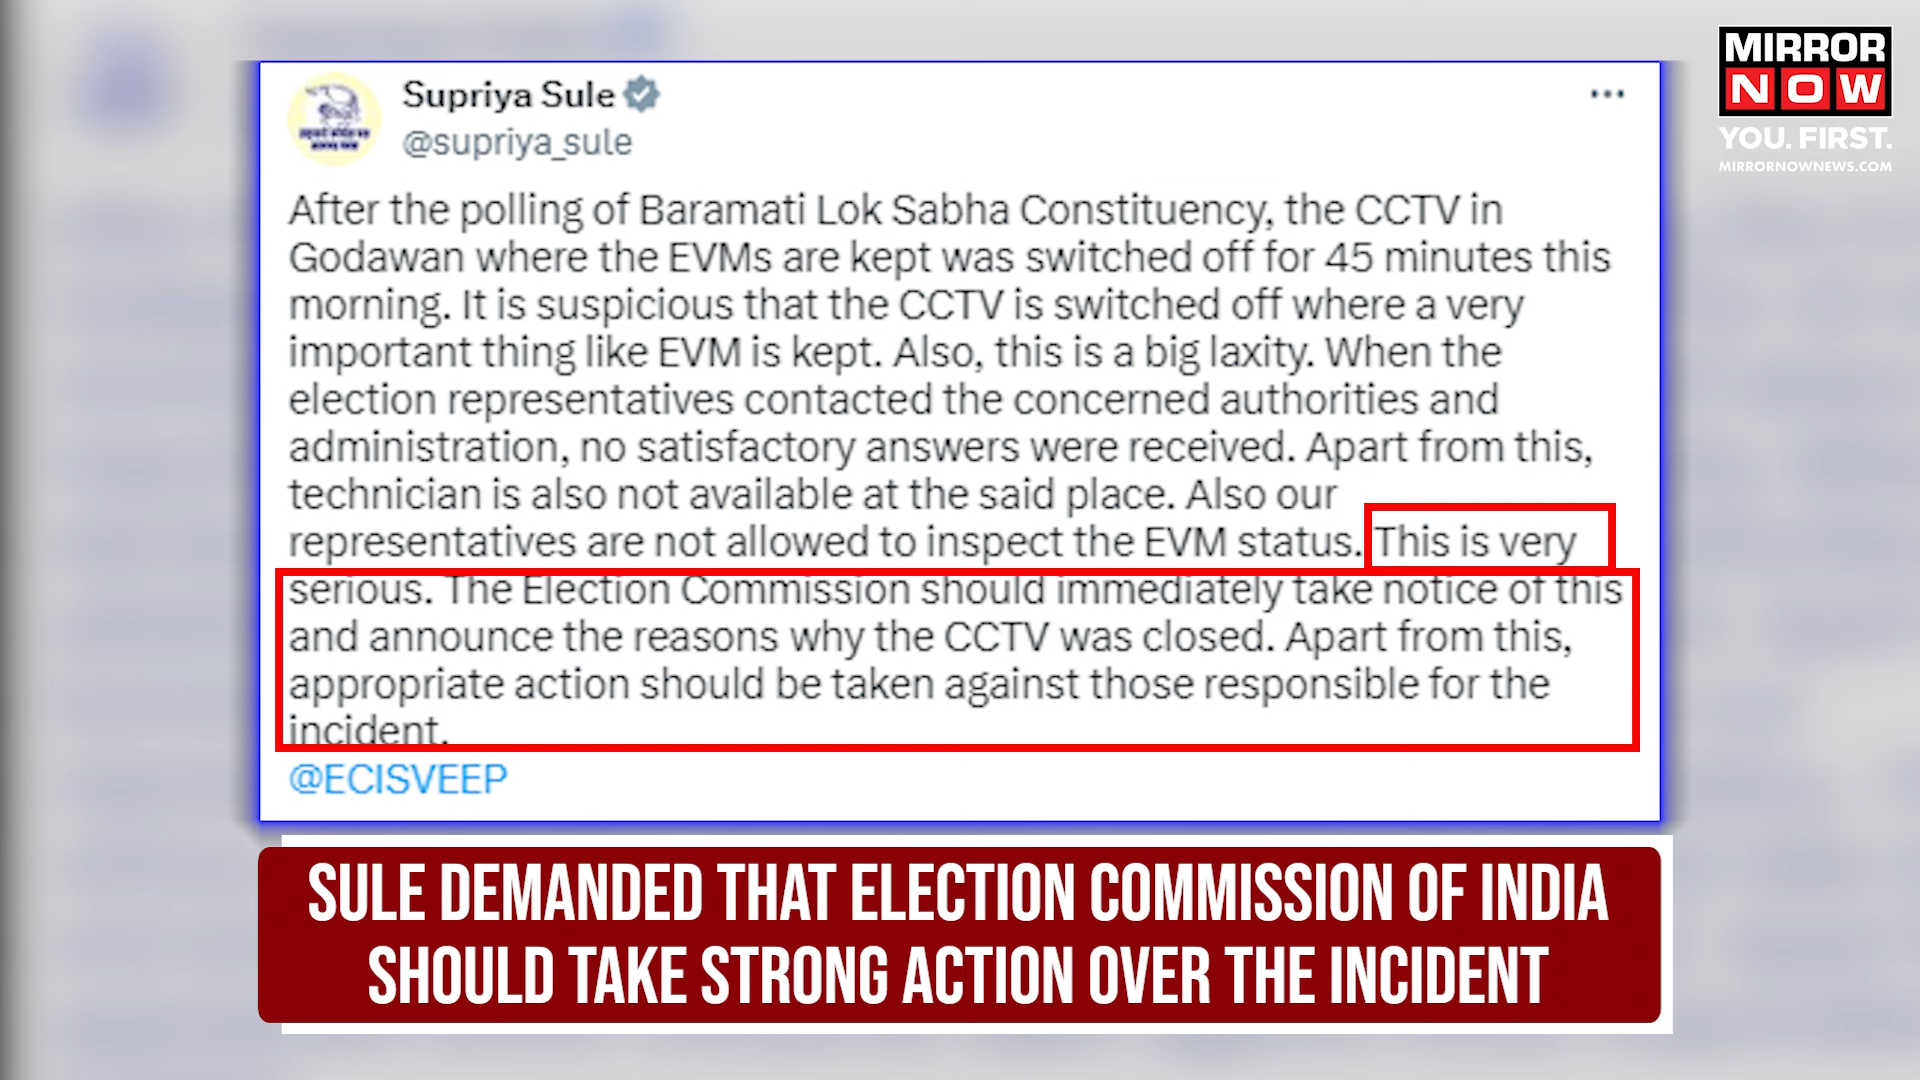 Supriya Sule
@supriya_sule
After the polling of Baramati Lok Sabha Constituency, the CCTV in
Godawan where the EVMs are kept was switched off for 45 minutes this
morning. It is suspicious that the CCTV is switched off where a very
important thing like EVM is kept. Also, this is a big laxity. When the
election representatives contacted the concerned authorities and
administration, no satisfactory answers were received. Apart from this,
technician is also not available at the said place. Also our
representatives are not allowed to inspect the EVM status. This is very
serious. The Election Commission should immediately take notice of this
and announce the reasons why the CCTV was closed. Apart from this,
appropriate action should be taken against those responsible for the
incident.
@ECISVEEP
SULE DEMANDED THAT ELECTION COMMISSION OF INDIA
SHOULD TAKE STRONG ACTION OVER THE INCIDENT
MIRROR
NOW
YOU. FIRST.
MIRRORNOWNEWS.COM